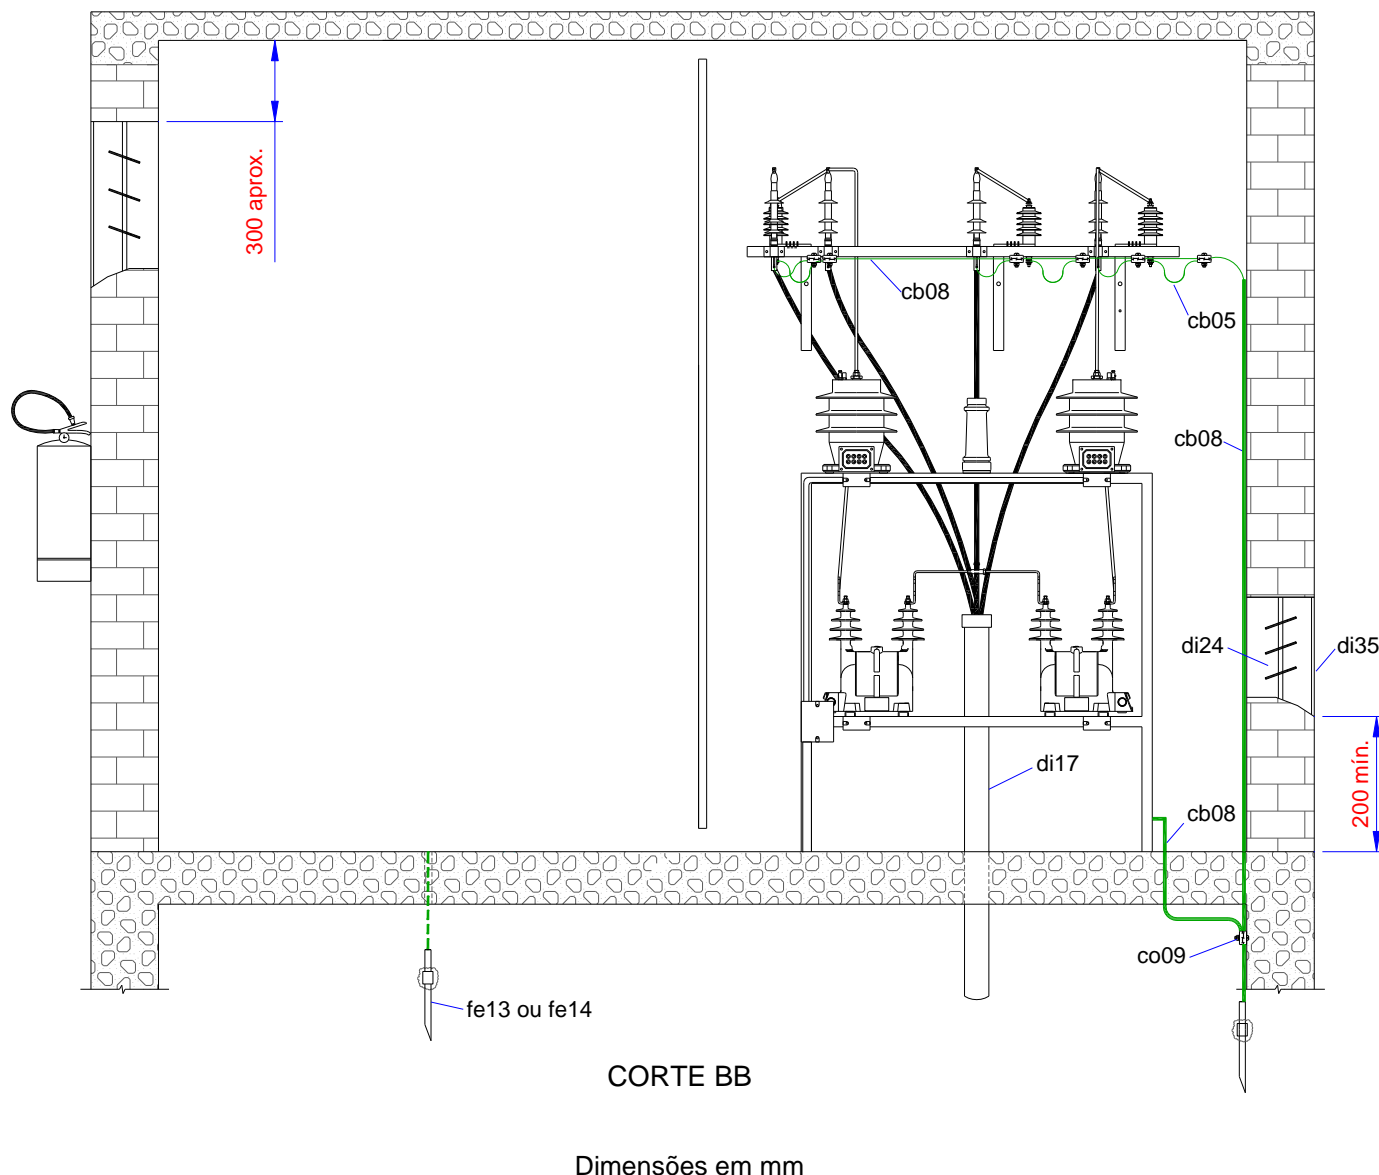 300 aprox.
cb08
cb05
cb08
di24
di35
di17
200 mín.
cb08
co09
fe13 ou fe14
CORTE BB
Dimensões em mm